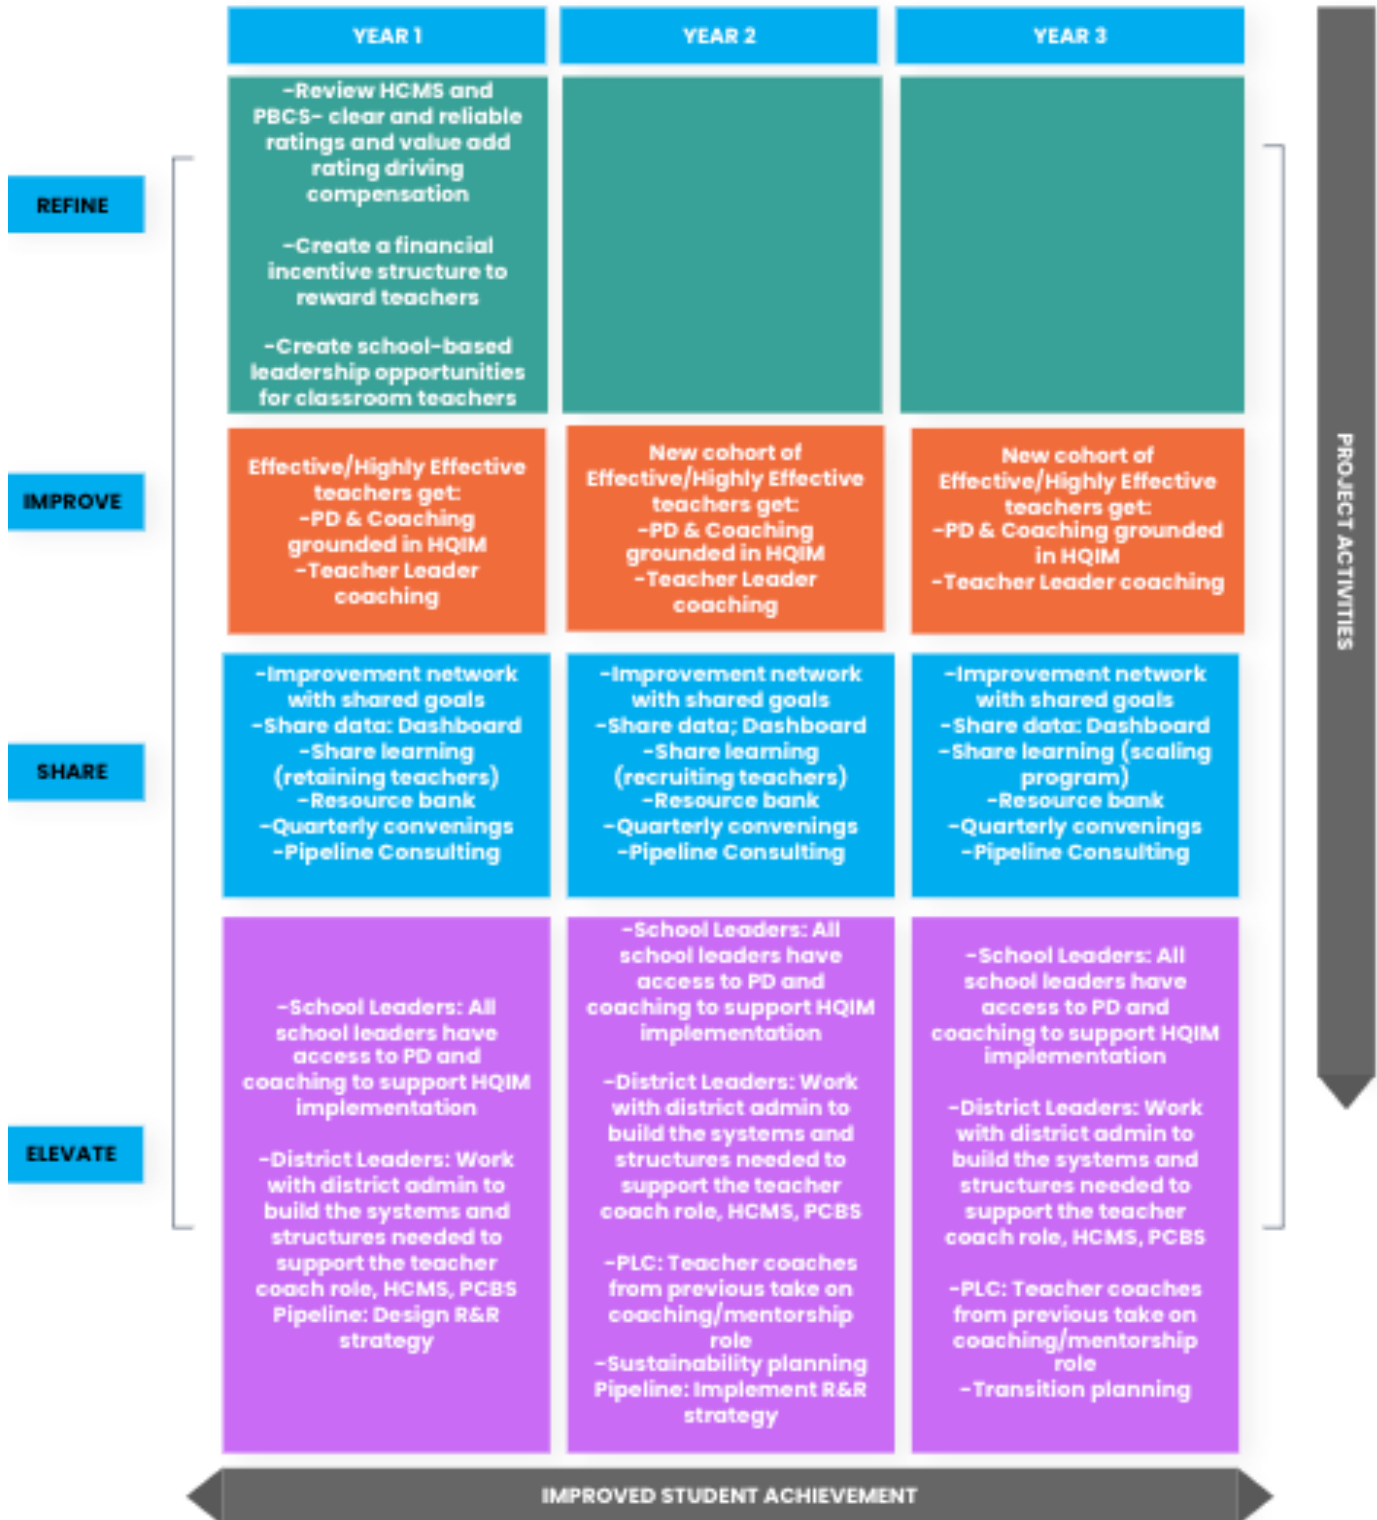 YEAR 1
YEAR 2
YEAR 3
REFINE
-Review HCMS and
PBCS- clear and reliable
ratings and value add
rating driving
compensation
-Create a financial
incentive structure to
reward teachers
-Create school-based
leadership opportunities
for classroom teachers
IMPROVE
Effective/Highly Effective
teachers get:
-PD & Coaching
grounded in HQIM
-Teacher Leader
coaching
New cohort of
Effective/Highly Effective
teachers get:
-PD & Coaching
grounded in HQIM
-Teacher Leader
coaching
New cohort of
Effective/Highly Effective
teachers get:
-PD & Coaching grounded
in HQIM
-Teacher Leader coaching
SHARE
-Improvement network
with shared goals
-Share data: Dashboard
-Share learning
(retaining teachers)
-Resource bank
-Quarterly convenings
-Pipeline Consulting
-Improvement network
with shared goals
-Share data; Dashboard
-Share learning
(recruiting teachers)
-Resource bank
-Quarterly convenings
-Pipeline Consulting
-Improvement network
with shared goals
-Share data: Dashboard
-Share learning (scaling
program)
-Resource bank
-Quarterly convenings
-Pipeline Consulting
ELEVATE
-School Leaders: All
school leaders have
access to PD and
coaching to support HQIM
implementation
-District Leaders: Work
with district admin to
build the systems and
structures needed to
support the teacher
coach role, HCMS, PCBS
Pipeline: Design R&R
strategy
-School Leaders: All
school leaders have
access to PD and
coaching to support HQIM
implementation
-District Leaders: Work
with district admin to
build the systems and
structures needed to
support the teacher
coach role, HCMS, PCBS
-PLC: Teacher coaches
from previous take on
coaching/mentorship
role
-Sustainability planning
Pipeline: Implement R&R
strategy
-School Leaders: All
school leaders have
access to PD and
coaching to support HQIM
implementation
-District Leaders: Work
with district admin to
build the systems and
structures needed to
support the teacher
coach role, HCMS, PCBS
-PLC: Teacher coaches
from previous take on
coaching/mentorship
role
-Transition planning
PROJECT ACTIVITIES
IMPROVED STUDENT ACHIEVEMENT